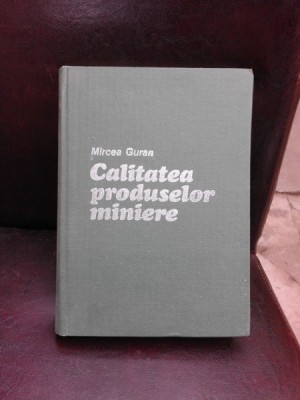 Mircea Guran
Calitatea
produselor
miniere